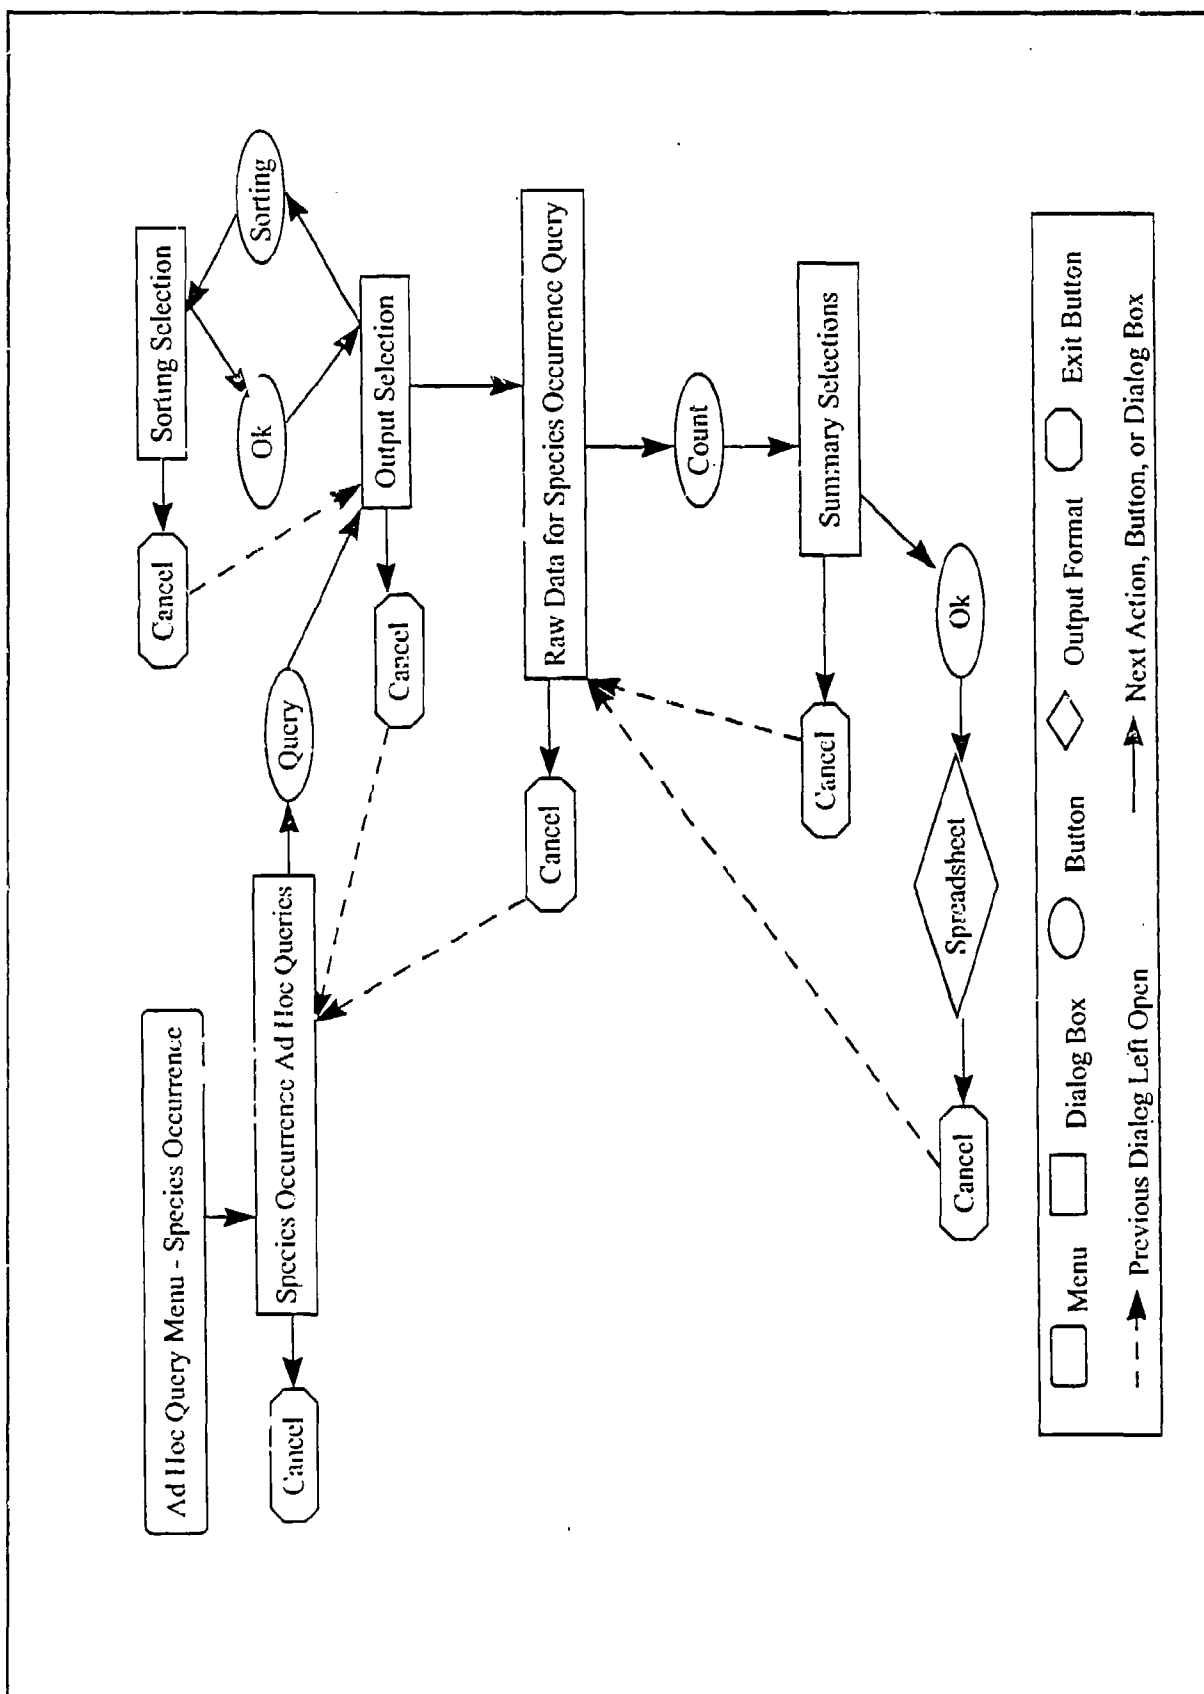 Ad Hoc Query Menu - Species Occurrence
Sorting Selection
Cancel
Sorting
Ok
Species Occurrence Ad Hoc Queries
Query
Cancel
Output Selection
Cancel
Raw Data for Species Occurrence Query
Cancel
Count
Summary Selections
Cancel
Ok
Spreadsheet
Cancel
Menu
Dialog Box
Button
Output Format
Exit Button
Previous Dialog Left Open
Next Action, Button, or Dialog Box